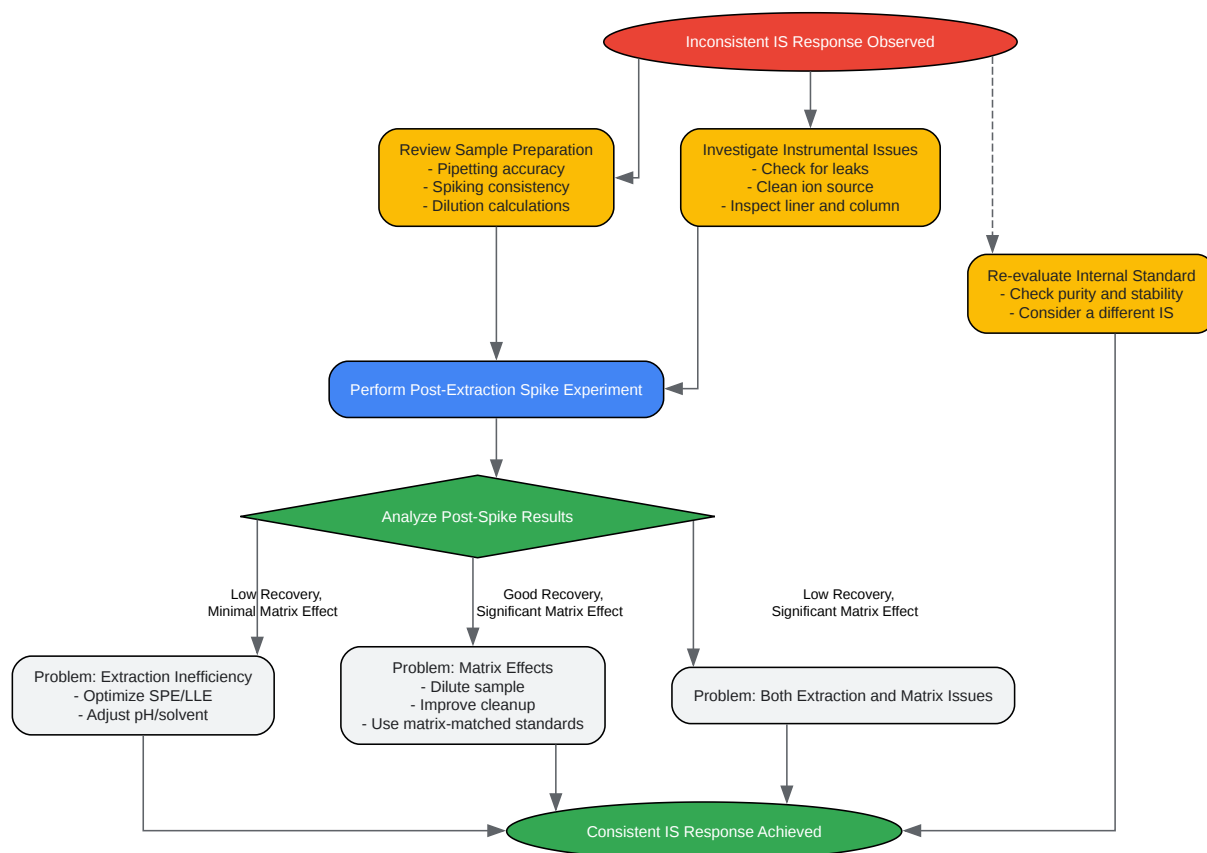 Inconsistent IS Response Observed
Review Sample Preparation
- Pipetting accuracy
- Spiking consistency
- Dilution calculations
Investigate Instrumental Issues
- Check for leaks
- Clean ion source
- Inspect liner and column
Re-evaluate Internal Standard
- Check purity and stability
- Consider a different IS
Perform Post-Extraction Spike Experiment
Analyze Post-Spike Results
Low Recovery,
Minimal Matrix Effect
Good Recovery,
Significant Matrix Effect
Low Recovery,
Significant Matrix Effect
Problem: Extraction Inefficiency
- Optimize SPE/LLE
- Adjust pH/solvent
Problem: Matrix Effects
- Dilute sample
- Improve cleanup
- Use matrix-matched standards
Problem: Both Extraction and Matrix Issues
Consistent IS Response Achieved